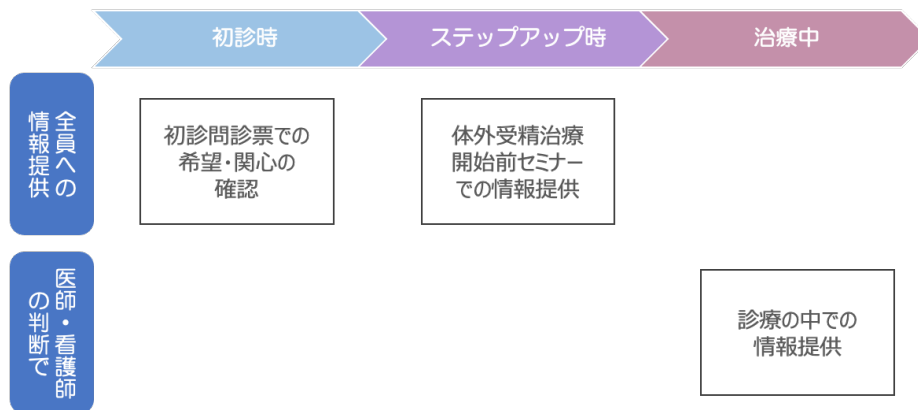 初診時
ステップアップ時
治療中
全員への
情報提供
初診問診票での
希望・関心の
確認
体外受精治療
開始前セミナー
での情報提供
医師・看護師
の判断で
診療の中での
情報提供